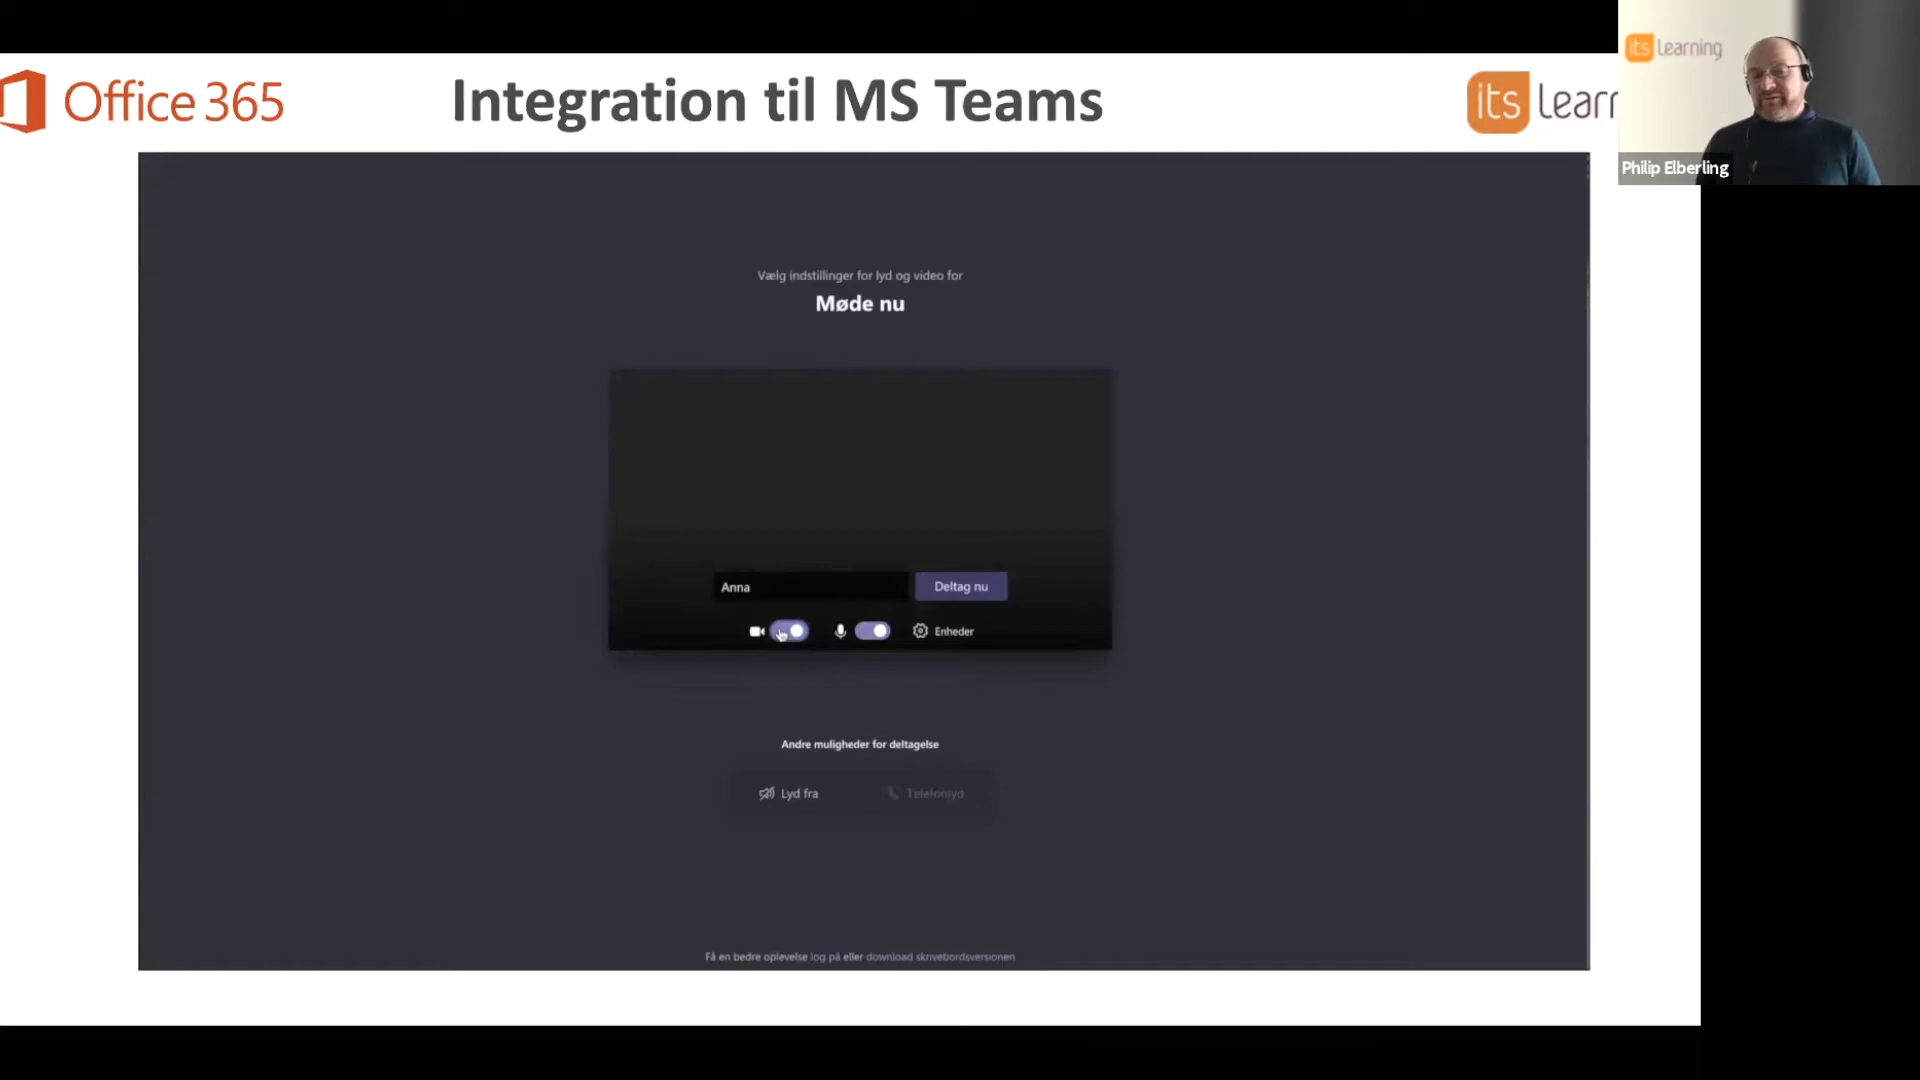 Office 365
Integration til MS Teams
its Learn
its Learning
Philip Elberling
Vælg indstillinger for lyd og video for
Møde nu
Anna
Deltag nu
Enheder
Andre muligheder for deltagelse
Lyd fra
Telefonlyd
Få en bedre oplevelse log på eller download skrivebordsversionen